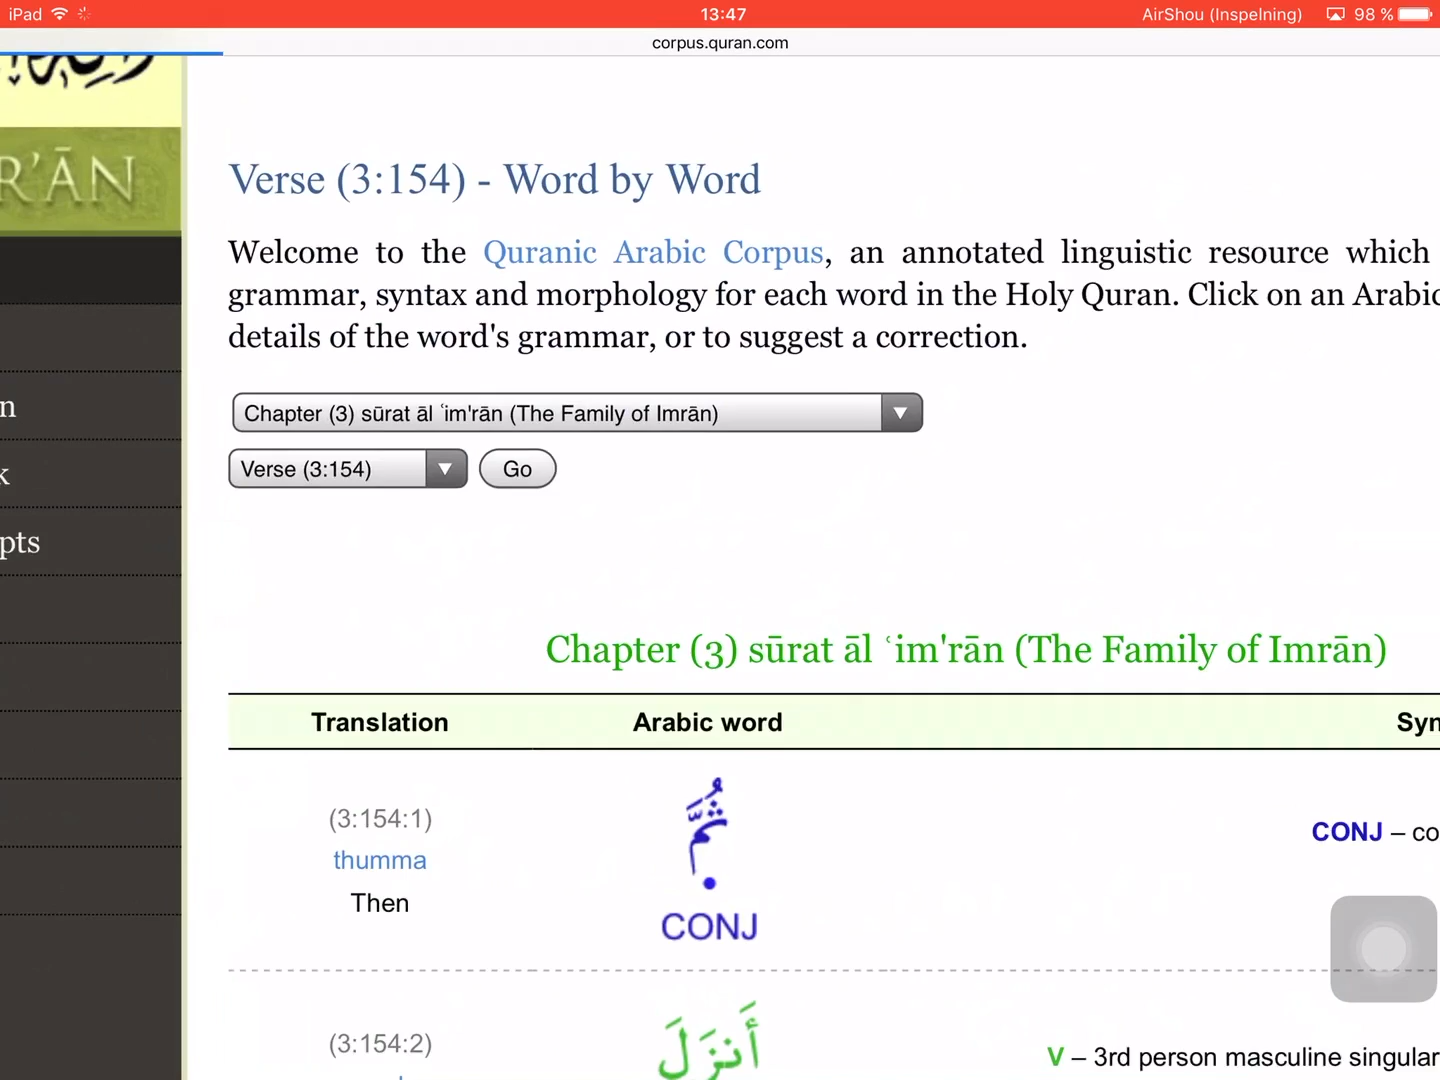 iPad 13:47 AirShou (Inspelning) 98 %
corpus.quran.com
R'ĀN
Verse (3:154) - Word by Word
Welcome to the Quranic Arabic Corpus, an annotated linguistic resource which
grammar, syntax and morphology for each word in the Holy Quran. Click on an Arabic
details of the word's grammar, or to suggest a correction.
n
k
pts
Chapter (3) sūrat āl ʿim'rān (The Family of Imrān)
Verse (3:154) Go
Chapter (3) sūrat āl ʿim'rān (The Family of Imrān)
Translation Arabic word Syn
(3:154:1)
thumma
Then
ثُمَّ
CONJ
CONJ – co
(3:154:2)
أَنزَلَ
V – 3rd person masculine singular